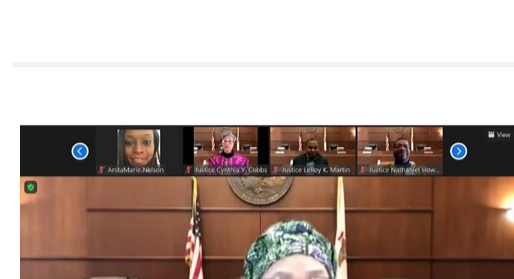 View
AnitaMarie Nelson
Justice Cynthia Y. Cobbs
Justice LeRoy K. Martin
Justice Nathaniel How...